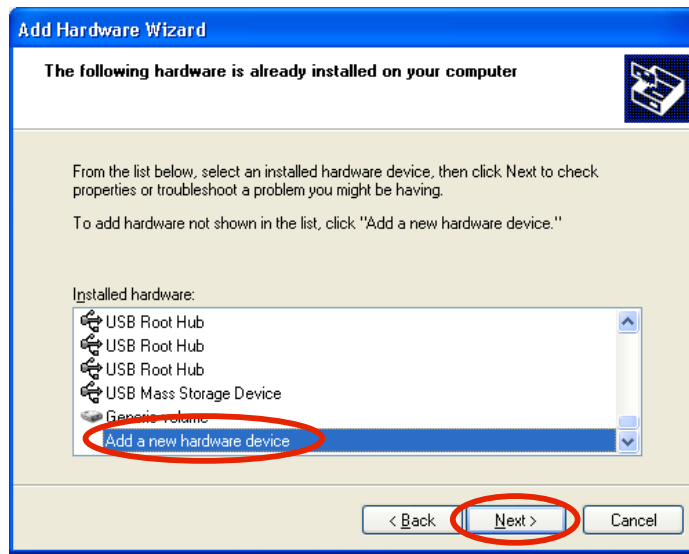 Add Hardware Wizard
The following hardware is already installed on your computer
From the list below, select an installed hardware device, then click Next to check
properties or troubleshoot a problem you might be having.
To add hardware not shown in the list, click "Add a new hardware device."
Installed hardware:
USB Root Hub
USB Root Hub
USB Root Hub
USB Mass Storage Device
Generic volume
Add a new hardware device
< Back Next > Cancel